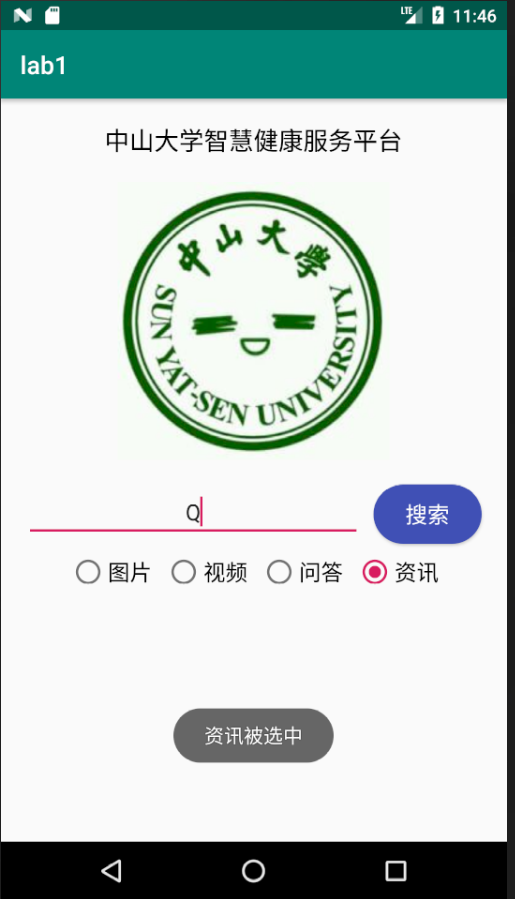 LTE 11:46
lab1
中山大学智慧健康服务平台
中山大學
SUN YAT-SEN UNIVERSITY
Q 搜索
图片 视频 问答 资讯
资讯被选中